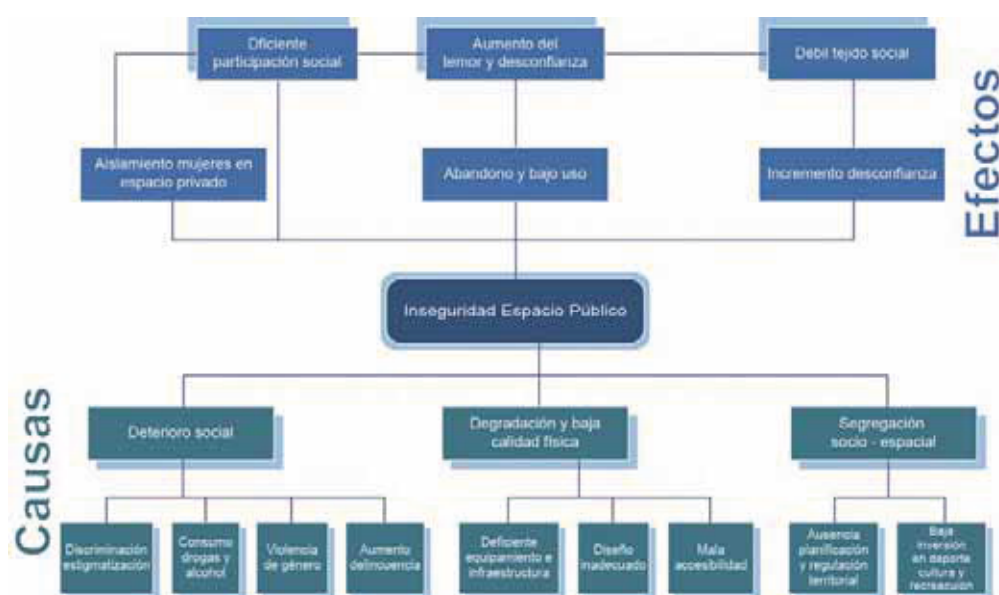 Dficiente
participación social
Aumento del
temor y desconfianza
Débil tejido social
Aislamiento mujeres en
espacio privado
Abandono y bajo uso
Incremento desconfianza
Efectos
Inseguridad Espacio Público
Causas
Deterioro social
Degradación y baja
calidad física
Segregación
socio - espacial
Discriminación
estigmatización
Consumo
drogas y
alcohol
Violencia
de género
Aumento
delincuencia
Deficiente
equipamiento e
infraestructura
Diseño
inadecuado
Mala
accesibilidad
Ausencia
planificación
y regulación
territorial
Baja
inversión
en deporte
cultura y
recreación